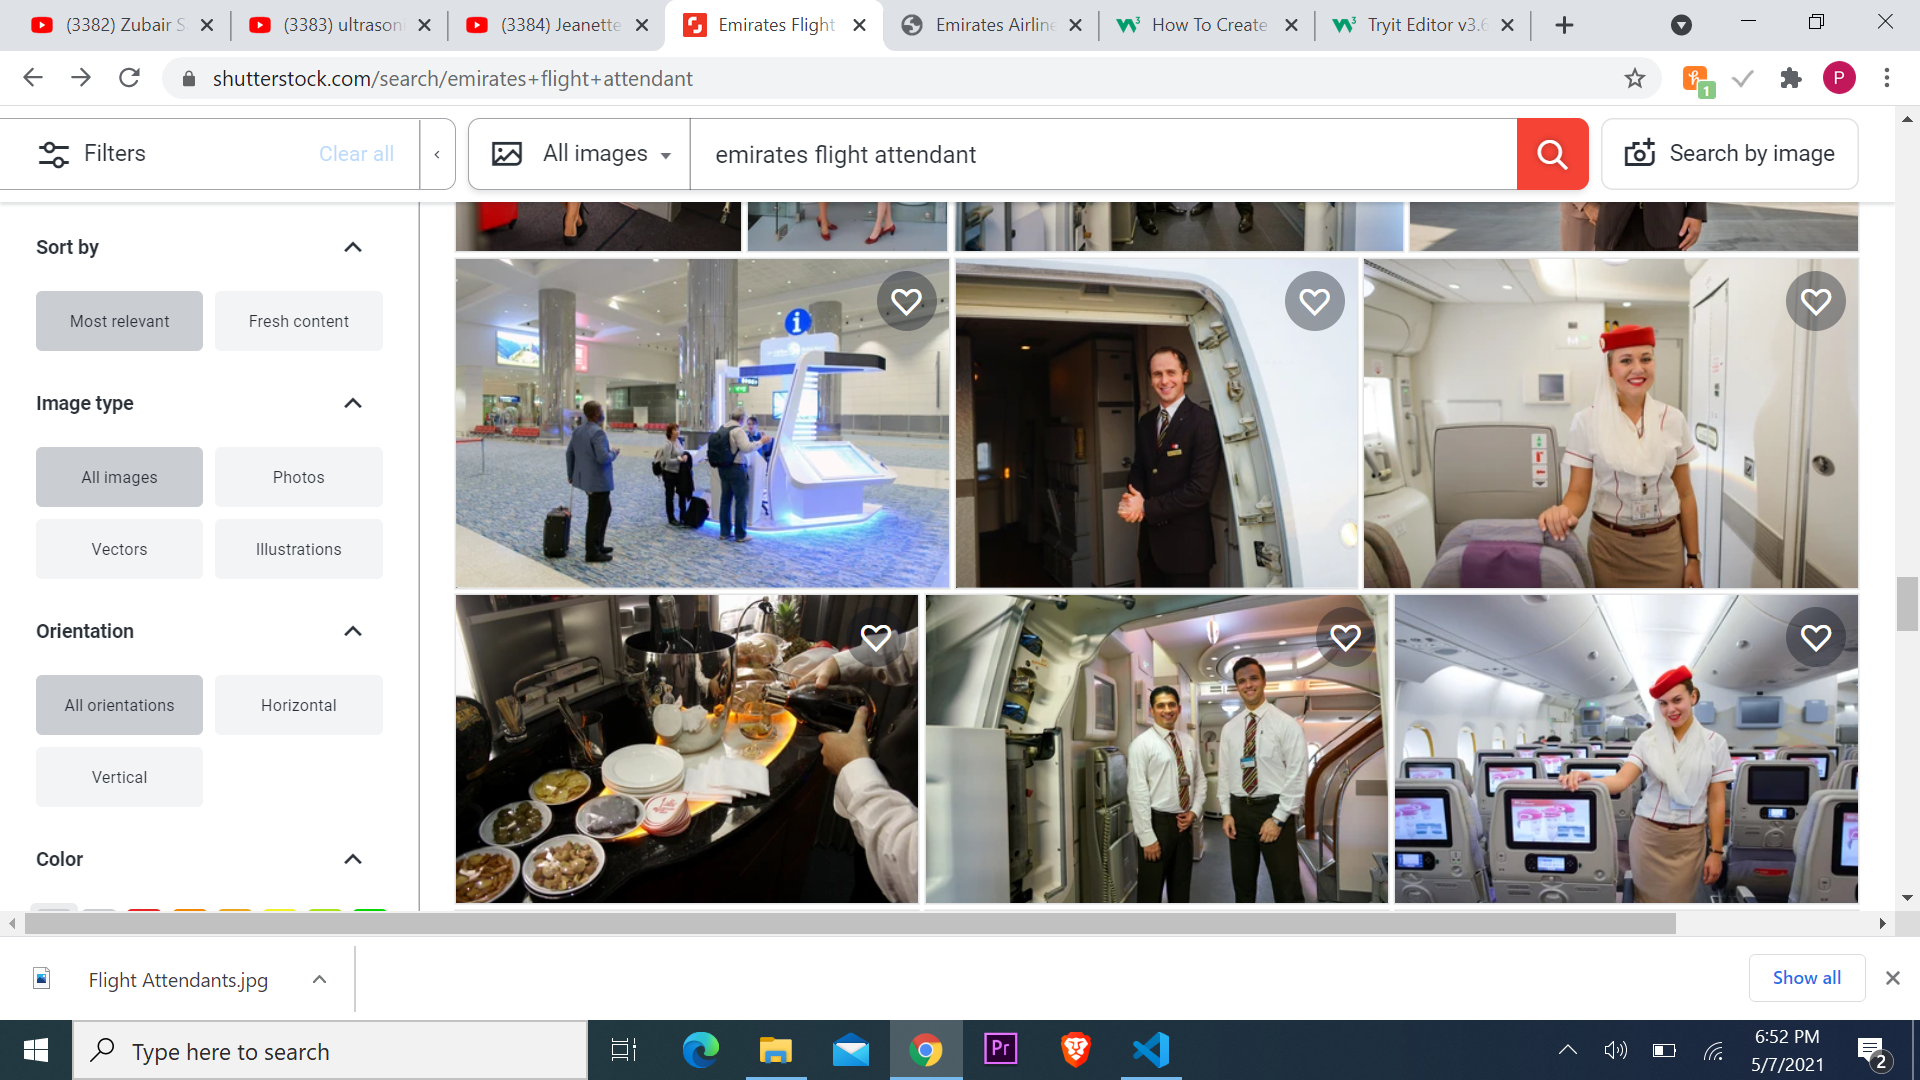 (3382) Zubair S
(3383) ultrason
(3384) Jeanette
Emirates Flight
Emirates Airline
How To Create
Tryit Editor v3.6
shutterstock.com/search/emirates+flight+attendant
1
P
Filters
Clear all
All images
emirates flight attendant
Search by image
Sort by
Most relevant
Fresh content
Image type
All images
Photos
Vectors
Illustrations
Orientation
All orientations
Horizontal
Vertical
Color
i
Flight Attendants.jpg
Show all
Type here to search
Pr
6:52 PM
5/7/2021
2